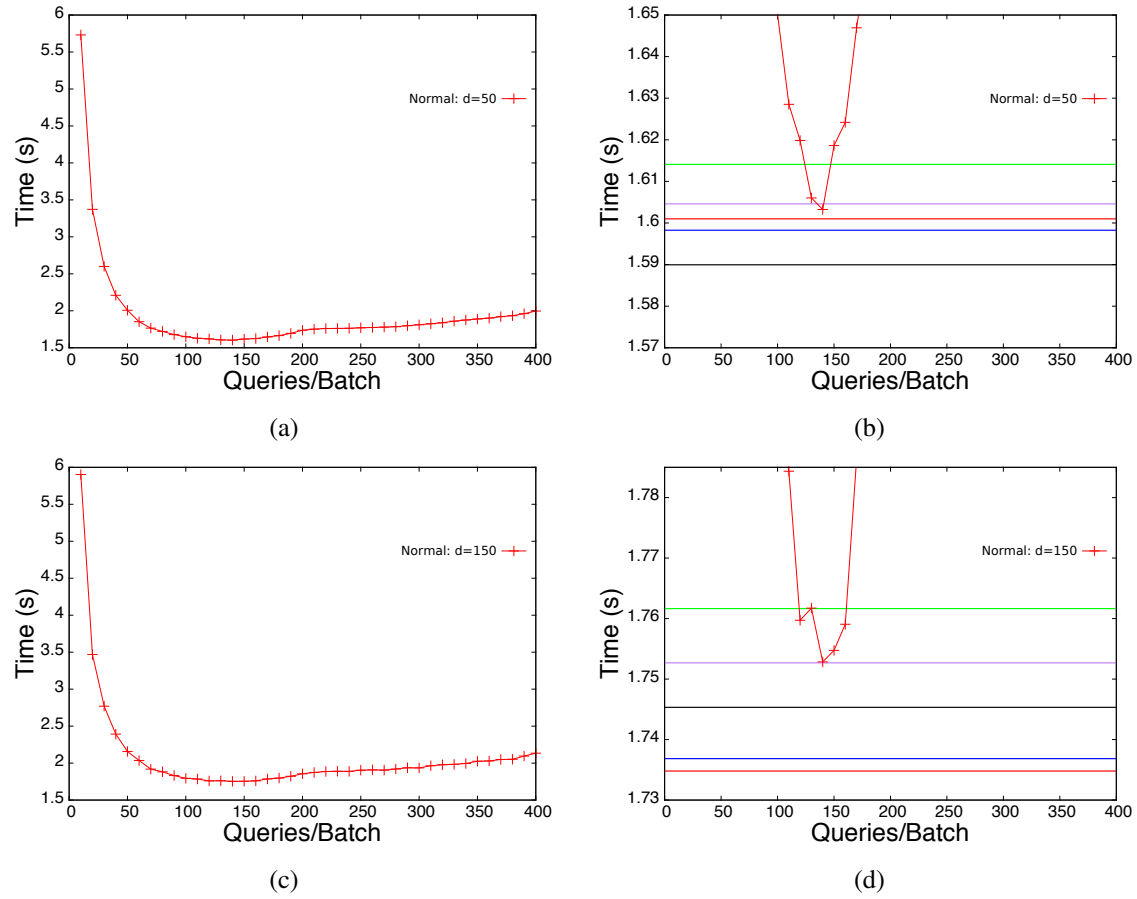 6
5.5
5
4.5
4
3.5
3
2.5
2
1.5
Time (s)
Normal: d=50
0 50 100 150 200 250 300 350 400
Queries/Batch
(a)
1.65
1.64
1.63
1.62
1.61
1.6
1.59
1.58
1.57
Time (s)
Normal: d=50
0 50 100 150 200 250 300 350 400
Queries/Batch
(b)
6
5.5
5
4.5
4
3.5
3
2.5
2
1.5
Time (s)
Normal: d=150
0 50 100 150 200 250 300 350 400
Queries/Batch
(c)
1.78
1.77
1.76
1.75
1.74
1.73
Time (s)
Normal: d=150
0 50 100 150 200 250 300 350 400
Queries/Batch
(d)